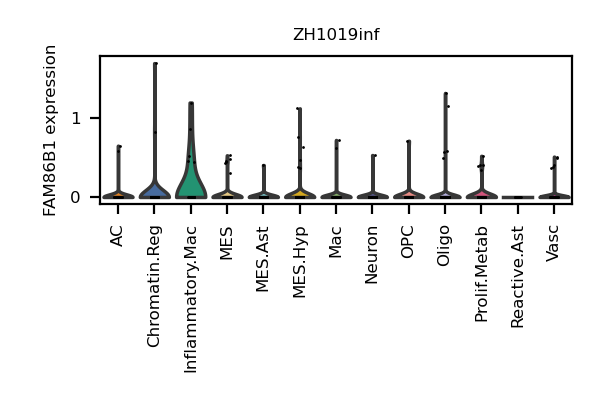 ZH1019inf
FAM86B1 expression
1
0
AC
Chromatin.Reg
Inflammatory.Mac
MES
MES.Ast
MES.Hyp
Mac
Neuron
OPC
Oligo
Prolif.Metab
Reactive.Ast
Vasc